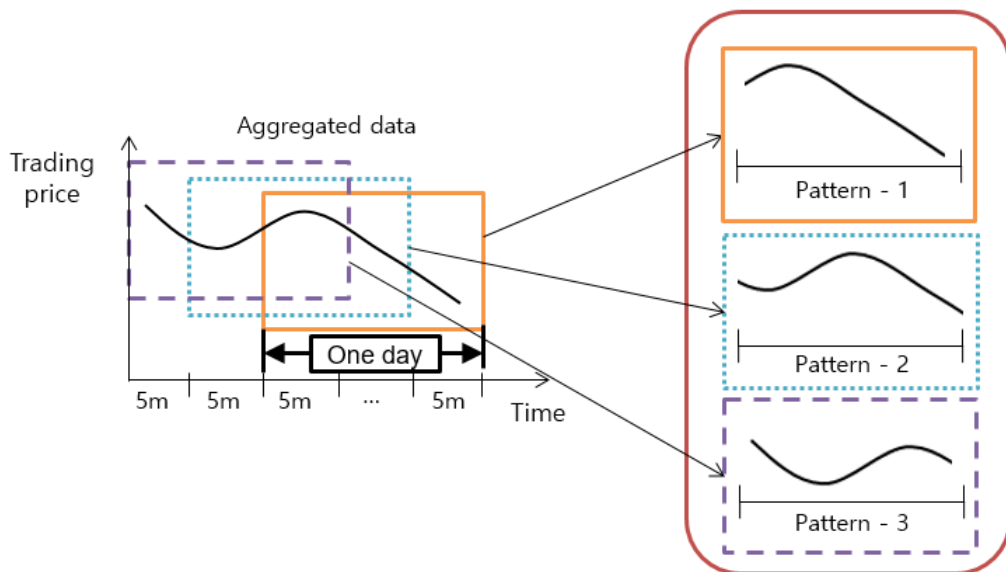 Aggregated data
Trading
price
One day
5m 5m 5m ... 5m
Time
Pattern - 1
Pattern - 2
Pattern - 3